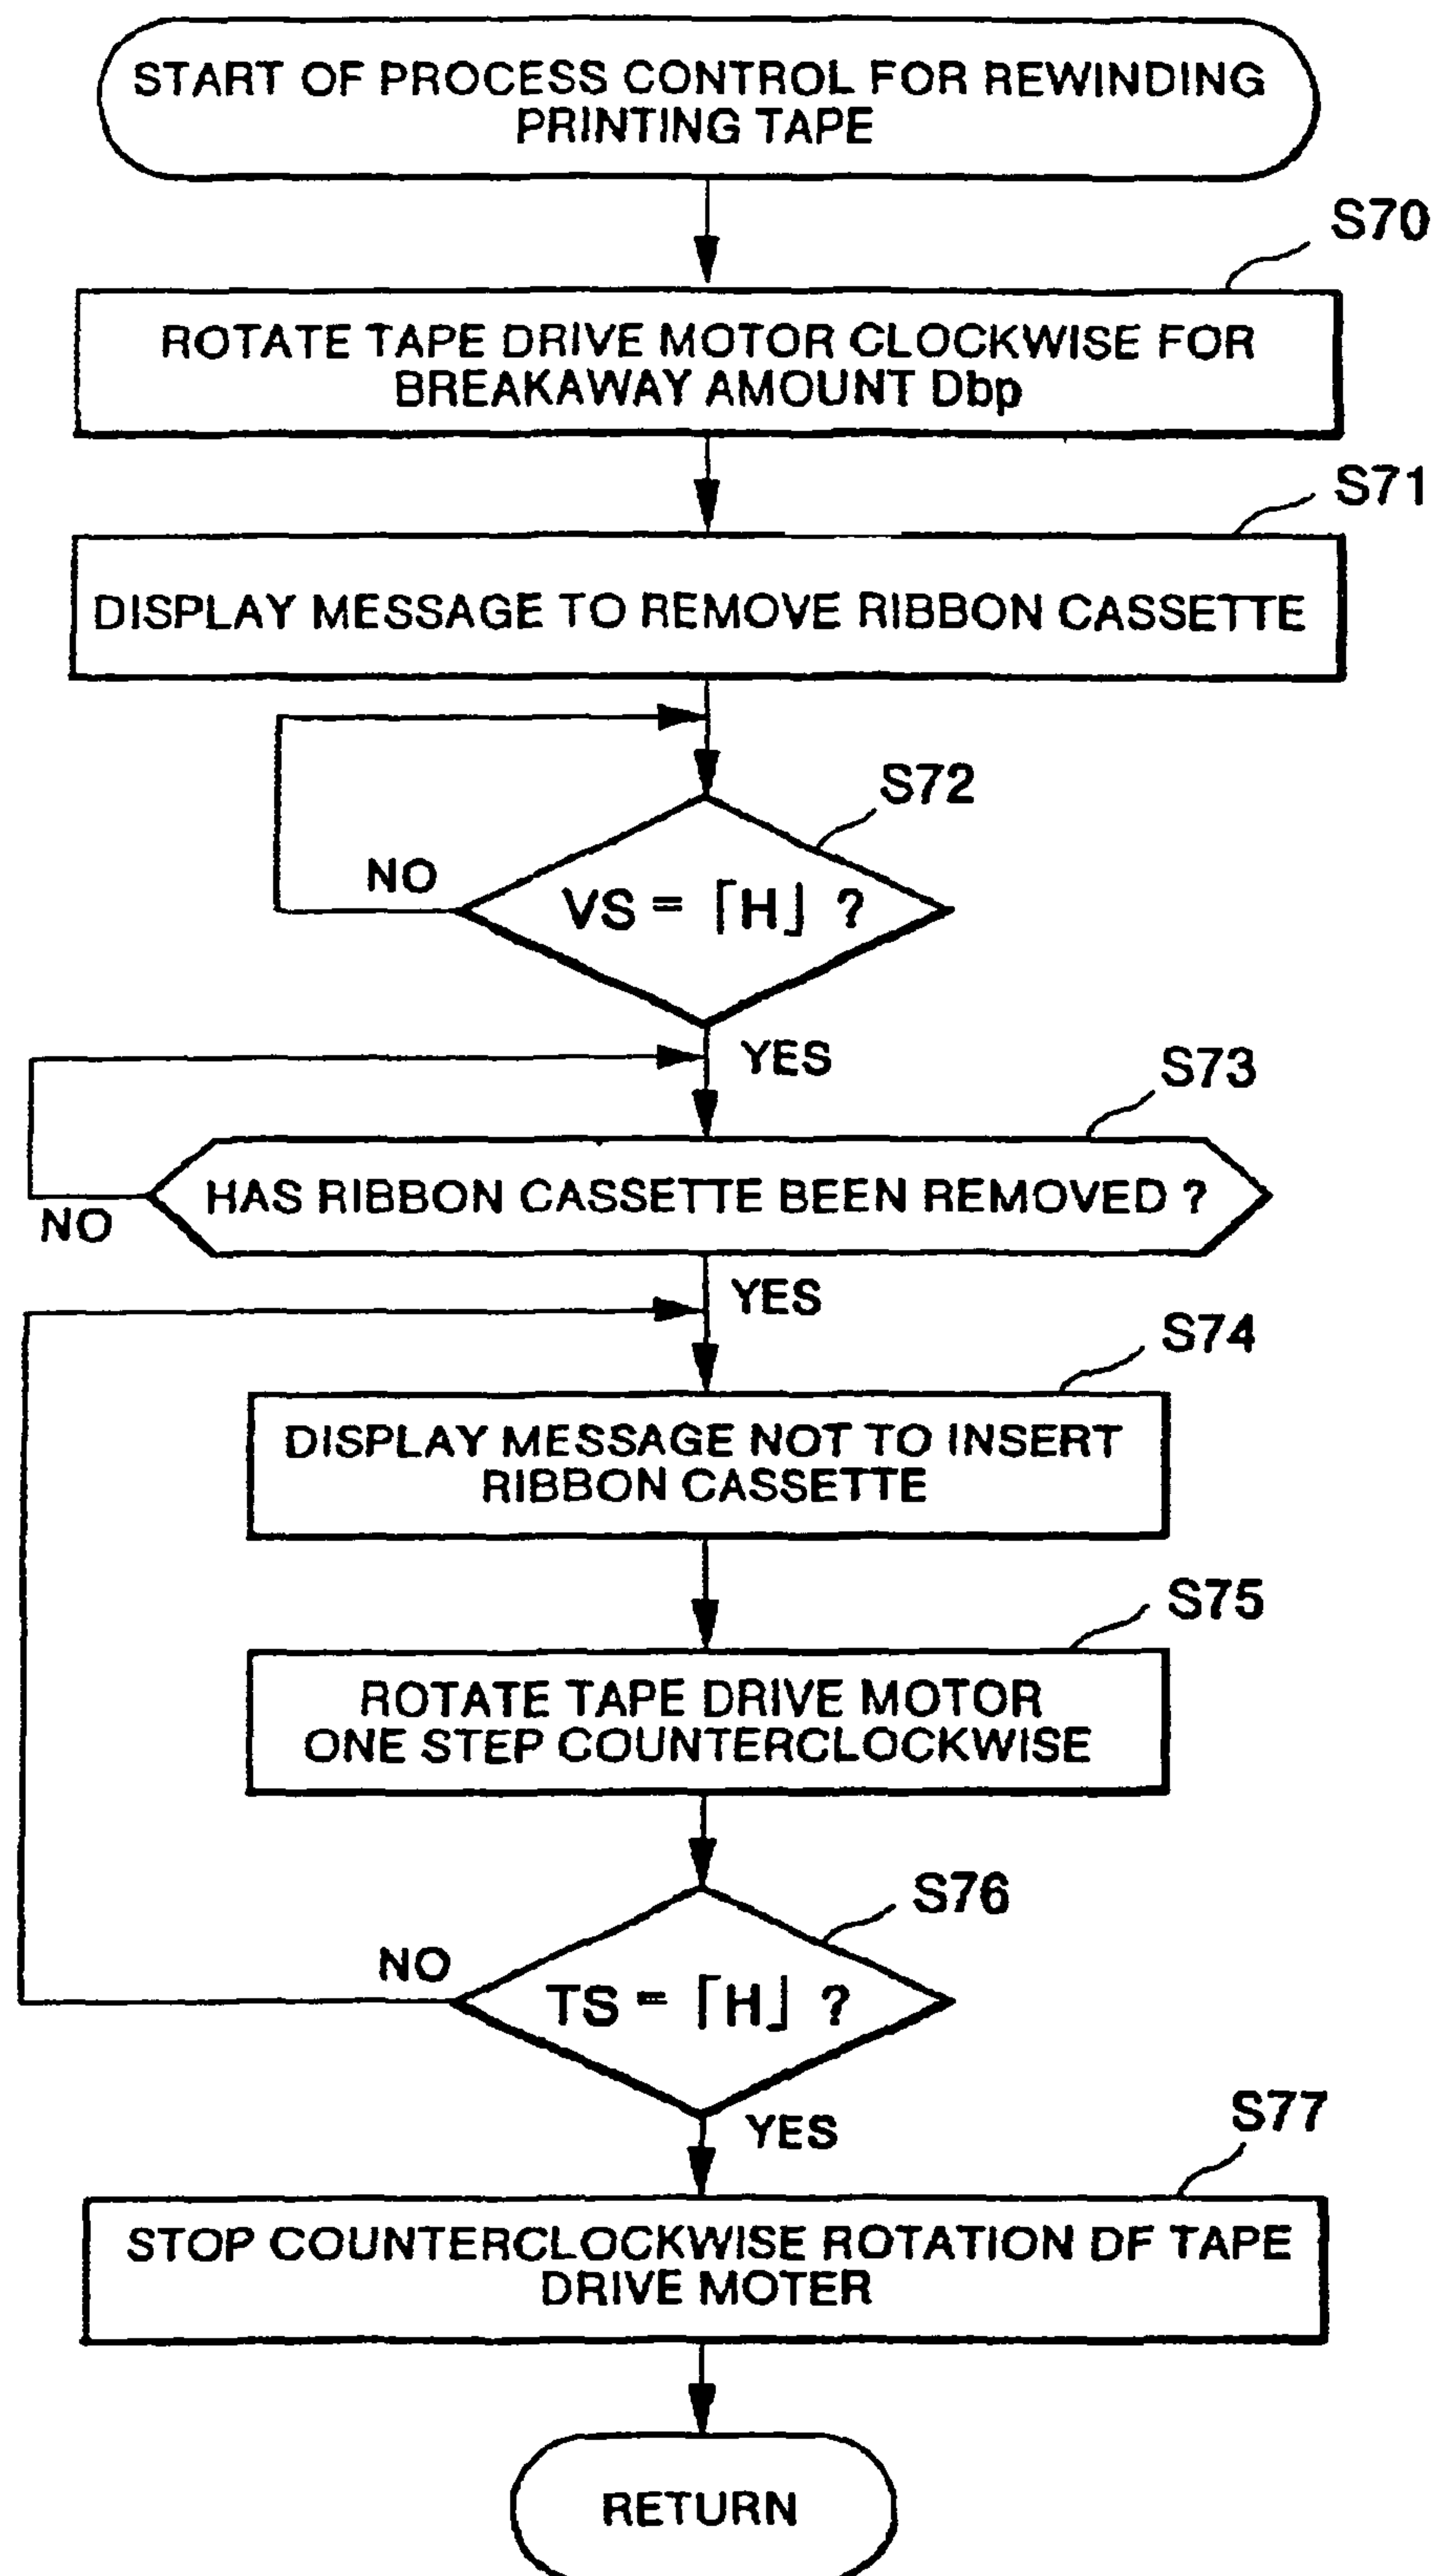 START OF PROCESS CONTROL FOR REWINDING
PRINTING TAPE
S70
ROTATE TAPE DRIVE MOTOR CLOCKWISE FOR
BREAKAWAY AMOUNT Dbp
S71
DISPLAY MESSAGE TO REMOVE RIBBON CASSETTE
S72
NO
VS = ⌈H⌋ ?
YES
S73
HAS RIBBON CASSETTE BEEN REMOVED ?
NO
YES
S74
DISPLAY MESSAGE NOT TO INSERT
RIBBON CASSETTE
S75
ROTATE TAPE DRIVE MOTOR
ONE STEP COUNTERCLOCKWISE
S76
NO
TS = ⌈H⌋ ?
YES
S77
STOP COUNTERCLOCKWISE ROTATION DF TAPE
DRIVE MOTER
RETURN